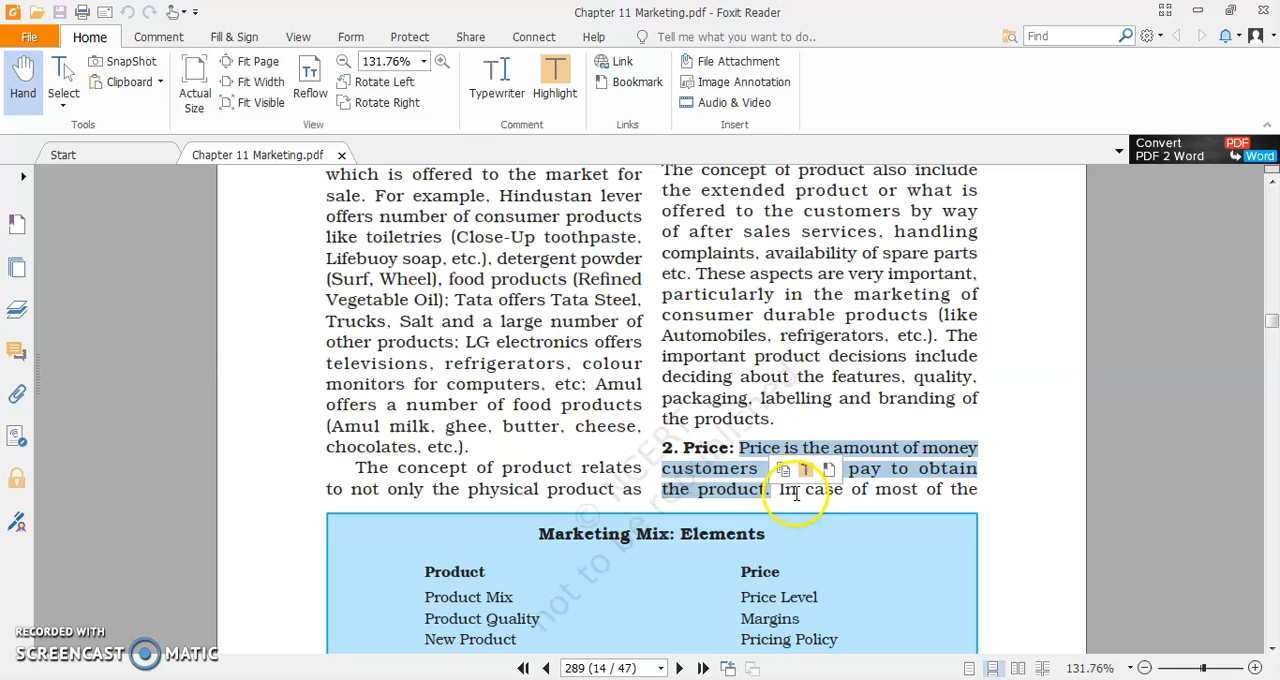 Chapter 11 Marketing.pdf - Foxit Reader
File Home Comment Fill & Sign View Form Protect Share Connect Help Tell me what you want to do.. Find
Hand
Select
SnapShot
Clipboard
Tools
Actual
Size
Fit Page
Fit Width
Fit Visible
Reflow
131.76%
Rotate Left
Rotate Right
View
Typewriter
Highlight
Comment
Link
Bookmark
Links
File Attachment
Image Annotation
Audio & Video
Insert
Start
Chapter 11 Marketing.pdf
Convert PDF
PDF 2 Word Word
which is offered to the market for
sale. For example, Hindustan lever
offers number of consumer products
like toiletries (Close-Up toothpaste,
Lifebuoy soap, etc.), detergent powder
(Surf, Wheel), food products (Refined
Vegetable Oil); Tata offers Tata Steel,
Trucks, Salt and a large number of
other products; LG electronics offers
televisions, refrigerators, colour
monitors for computers, etc; Amul
offers a number of food products
(Amul milk, ghee, butter, cheese,
chocolates, etc.).
The concept of product relates
to not only the physical product as
The concept of product also include
the extended product or what is
offered to the customers by way
of after sales services, handling
complaints, availability of spare parts
etc. These aspects are very important,
particularly in the marketing of
consumer durable products (like
Automobiles, refrigerators, etc.). The
important product decisions include
deciding about the features, quality,
packaging, labelling and branding of
the products.
2. Price: Price is the amount of money
customers pay to obtain
the product. In case of most of the
Marketing Mix: Elements
Product
Product Mix
Product Quality
New Product
Price
Price Level
Margins
Pricing Policy
© NCERT
not to be republished
RECORDED WITH
SCREENCAST MATIC
289 (14 / 47)
131.76%